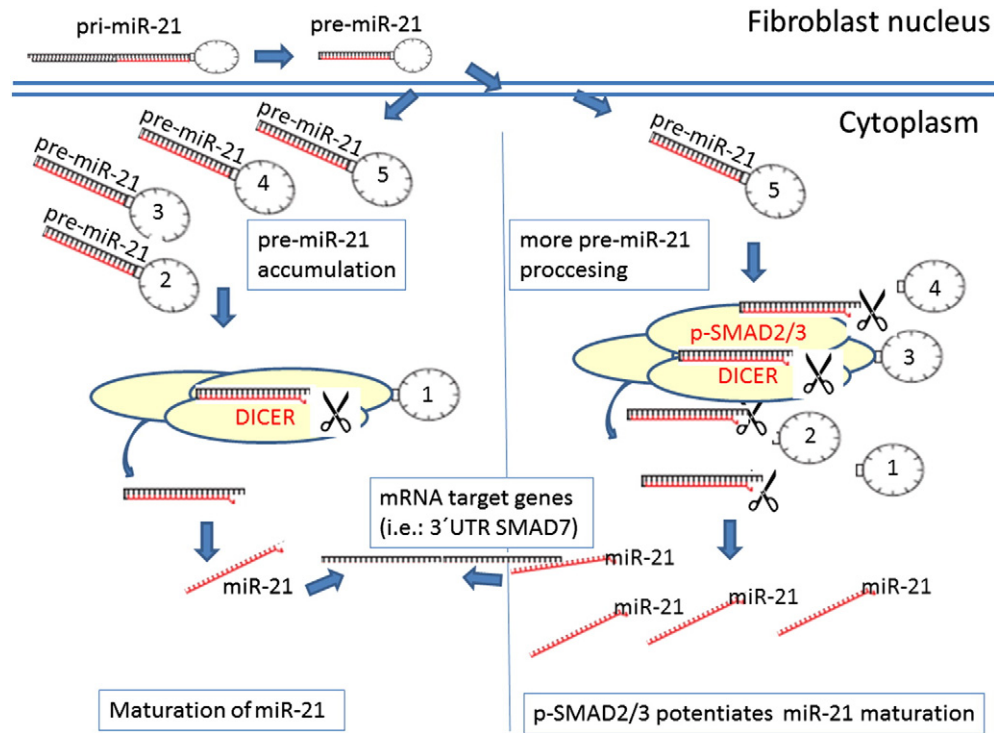 Fibroblast nucleus
pri-miR-21
pre-miR-21
Cytoplasm
pre-miR-21
pre-miR-21
pre-miR-21
pre-miR-21
5
4
3
2
pre-miR-21
accumulation
DICER
1
miR-21
Maturation of miR-21
mRNA target genes
(i.e.: 3´UTR SMAD7)
pre-miR-21
5
more pre-miR-21
proccesing
4
p-SMAD2/3
3
DICER
2
1
miR-21
miR-21
miR-21
miR-21
p-SMAD2/3 potentiates miR-21 maturation